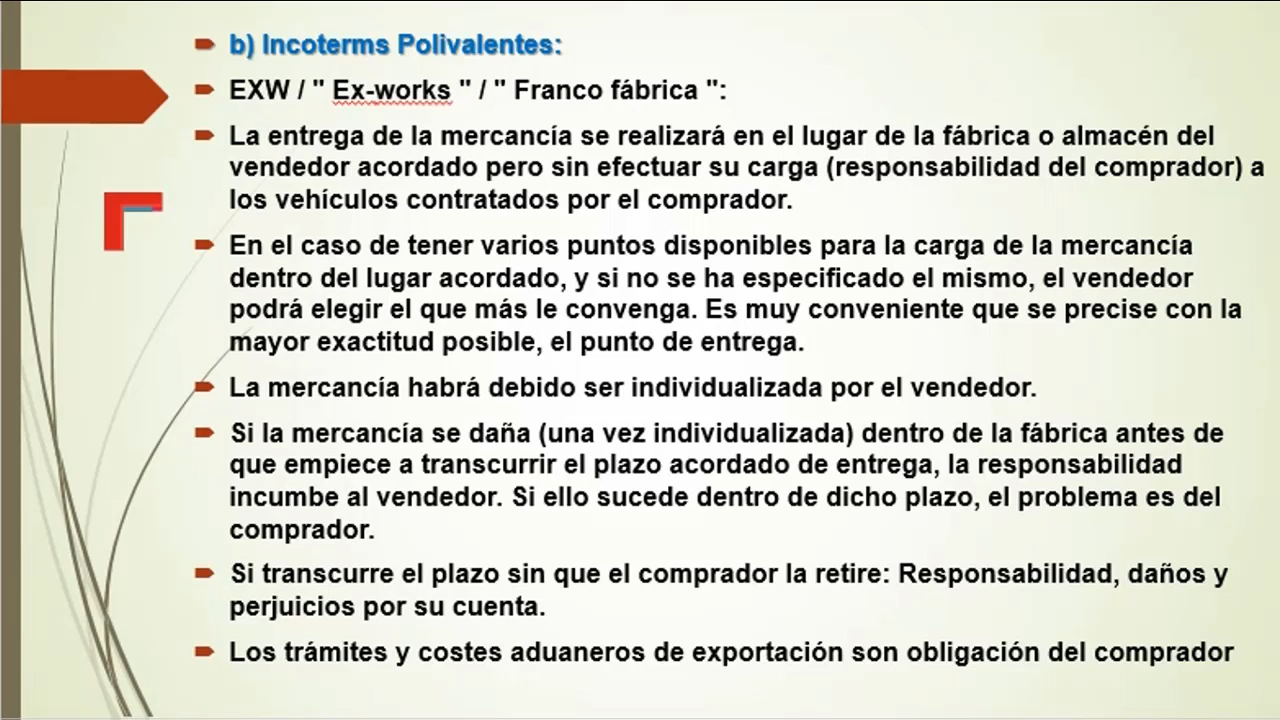 b) Incoterms Polivalentes:
EXW / " Ex-works " / " Franco fábrica ":
La entrega de la mercancía se realizará en el lugar de la fábrica o almacén del
vendedor acordado pero sin efectuar su carga (responsabilidad del comprador) a
los vehículos contratados por el comprador.
En el caso de tener varios puntos disponibles para la carga de la mercancía
dentro del lugar acordado, y si no se ha especificado el mismo, el vendedor
podrá elegir el que más le convenga. Es muy conveniente que se precise con la
mayor exactitud posible, el punto de entrega.
La mercancía habrá debido ser individualizada por el vendedor.
Si la mercancía se daña (una vez individualizada) dentro de la fábrica antes de
que empiece a transcurrir el plazo acordado de entrega, la responsabilidad
incumbe al vendedor. Si ello sucede dentro de dicho plazo, el problema es del
comprador.
Si transcurre el plazo sin que el comprador la retire: Responsabilidad, daños y
perjuicios por su cuenta.
Los trámites y costes aduaneros de exportación son obligación del comprador